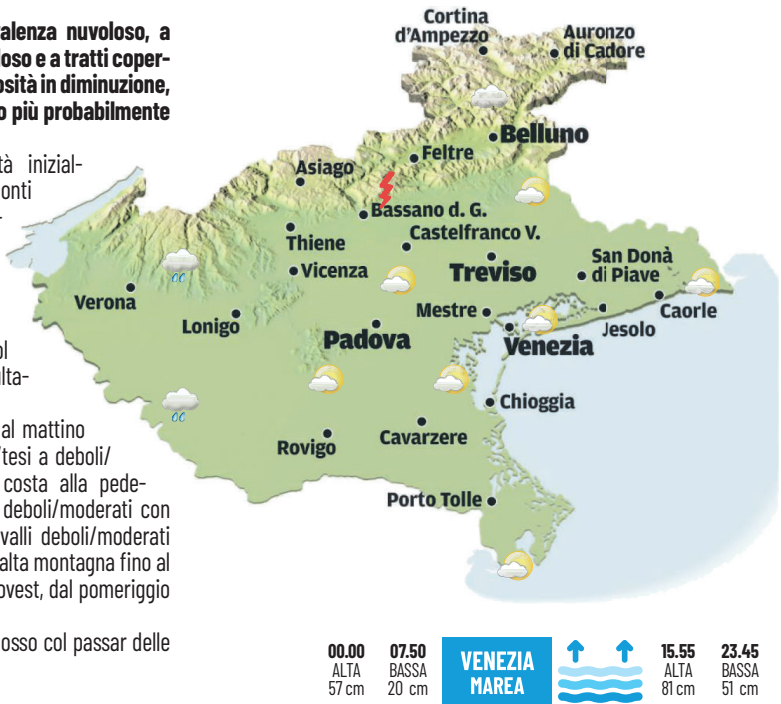 valenza nuvoloso, a
loso e a tratti coper-
osità in diminuzione,
o più probabilmente
tà inizial-
onti
-
ol
lta-
al mattino
tesi a deboli/
costa alla pede-
deboli/moderati con
valli deboli/moderati
alta montagna fino al
ovest, dal pomeriggio
osso col passar delle
Cortina
d'Ampezzo
Auronzo
di Cadore
Belluno
Feltre
Asiago
Bassano d. G.
Thiene
Castelfranco V.
Vicenza
Treviso
San Donà
di Piave
Verona
Lonigo
Mestre
Caorle
Jesolo
Padova
Venezia
Chioggia
Rovigo
Cavarzere
Porto Tolle
00.00
ALTA
57 cm
07.50
BASSA
20 cm
VENEZIA
MAREA
15.55
ALTA
81 cm
23.45
BASSA
51 cm